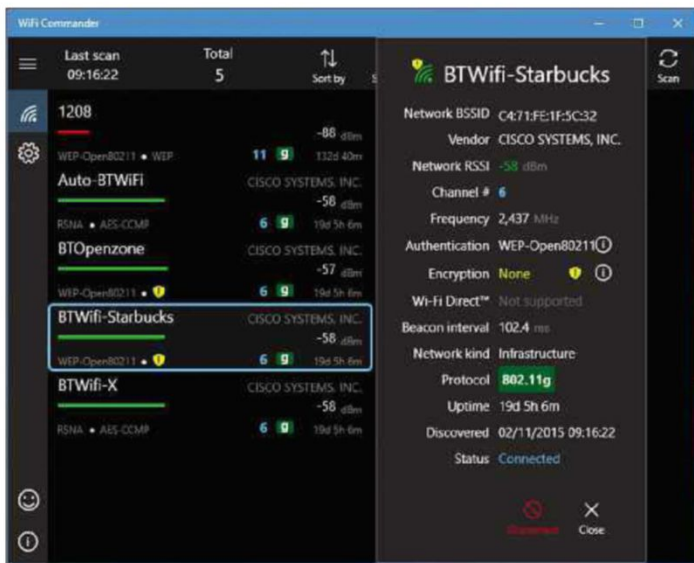 WiFi Commander
Last scan
09:16:22
Total
5
Sort by
Scan
1208
-88 dBm
WEP-Open80211 • WEP 11 g 132d 40m
Auto-BTWiFi CISCO SYSTEMS, INC.
-58 dBm
RSNA • AES-CCMP 6 g 19d 5h 6m
BTOpenzone CISCO SYSTEMS, INC.
-57 dBm
WEP-Open80211 • 6 g 19d 5h 6m
BTWifi-Starbucks CISCO SYSTEMS, INC.
-58 dBm
WEP-Open80211 • 6 g 19d 5h 6m
BTWifi-X CISCO SYSTEMS, INC.
-58 dBm
RSNA • AES-CCMP 6 g 19d 5h 6m
BTWifi-Starbucks
Network BSSID C4:71:FE:1F:5C:32
Vendor CISCO SYSTEMS, INC.
Network RSSI -58 dBm
Channel # 6
Frequency 2,437 MHz
Authentication WEP-Open80211
Encryption None
Wi-Fi Direct™ Not supported
Beacon interval 102.4 ms
Network kind Infrastructure
Protocol 802.11g
Uptime 19d 5h 6m
Discovered 02/11/2015 09:16:22
Status Connected
Disconnect
Close